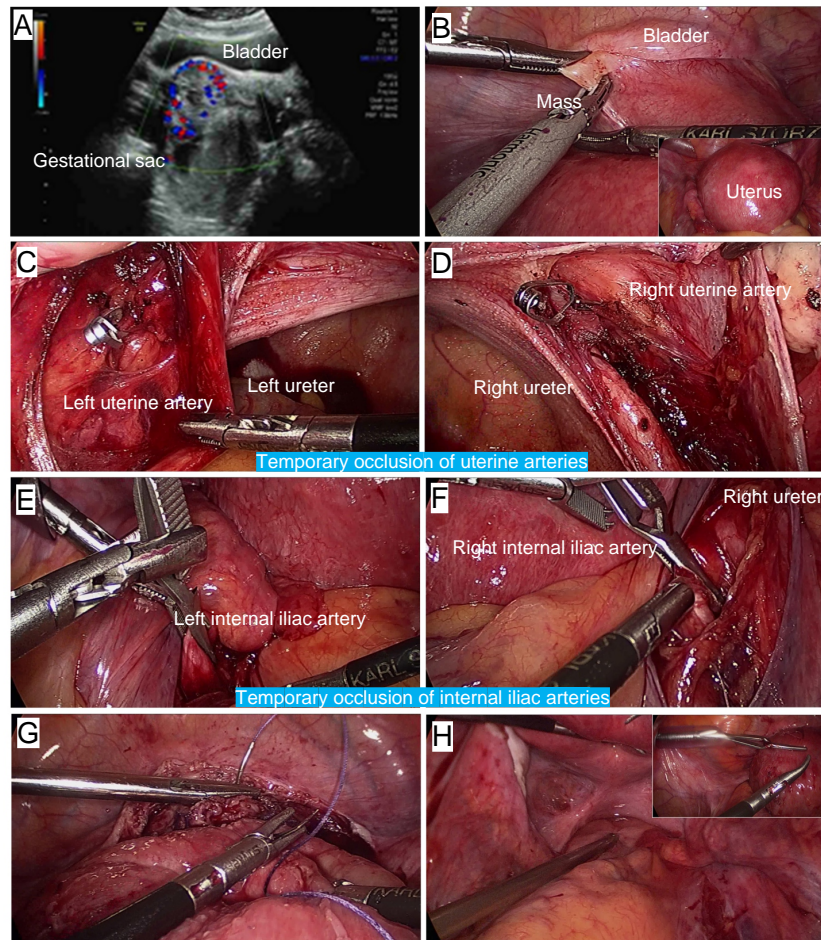 A
Bladder
Gestational sac
B
Bladder
Mass
Harmonic
KARL STORZ
Uterus
C
Left uterine artery
Left ureter
D
Right uterine artery
Right ureter
Temporary occlusion of uterine arteries
E
Left internal iliac artery
KARL STO
F
Right ureter
Right internal iliac artery
Temporary occlusion of internal iliac arteries
G
H